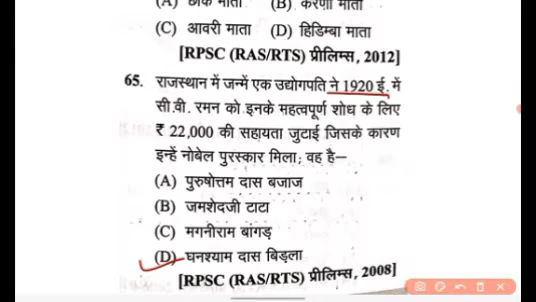 माता (B) करणी माता
(C) आवरी माता (D) हिडिम्बा माता
[RPSC (RAS/RTS) प्रीलिम्स, 2012]
65. राजस्थान में जन्में एक उद्योगपति ने 1920 ई. में
सी.वी. रमन को इनके महत्वपूर्ण शोध के लिए
₹ 22,000 की सहायता जुटाई जिसके कारण
इन्हें नोबेल पुरस्कार मिला; वह है—
(A) पुरुषोत्तम दास बजाज
(B) जमशेदजी टाटा
(C) मगनीराम बांगड़
(D) घनश्याम दास बिड़ला
[RPSC (RAS/RTS) प्रीलिम्स, 2008]